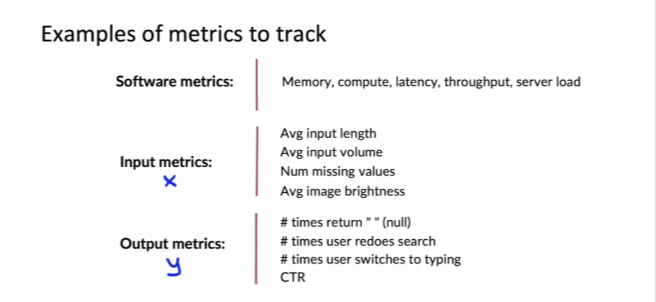 Examples of metrics to track
Software metrics:
Memory, compute, latency, throughput, server load
Input metrics:
x
Avg input length
Avg input volume
Num missing values
Avg image brightness
Output metrics:
y
# times return " " (null)
# times user redoes search
# times user switches to typing
CTR